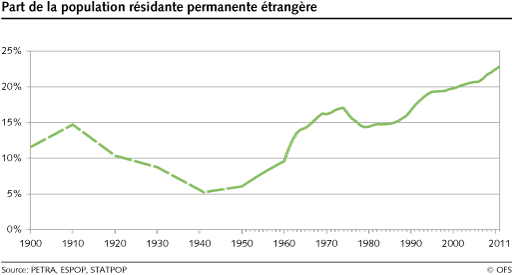 Part de la population résidante permanente étrangère
25%
20%
15%
10%
5%
0%
1900 1910 1920 1930 1940 1950 1960 1970 1980 1990 2000 2011
Source: PETRA, ESPOP, STATPOP © OFS